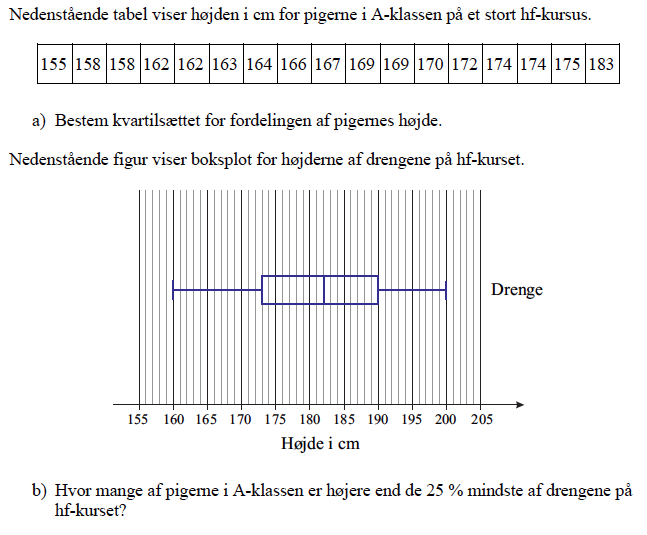 Nedenstående tabel viser højden i cm for pigerne i A-klassen på et stort hf-kursus.
155 158 158 162 162 163 164 166 167 169 169 170 172 174 174 175 183
a) Bestem kvartilsættet for fordelingen af pigernes højde.
Nedenstående figur viser boksplot for højderne af drengene på hf-kurset.
Drenge
155 160 165 170 175 180 185 190 195 200 205
Højde i cm
b) Hvor mange af pigerne i A-klassen er højere end de 25 % mindste af drengene på
hf-kurset?